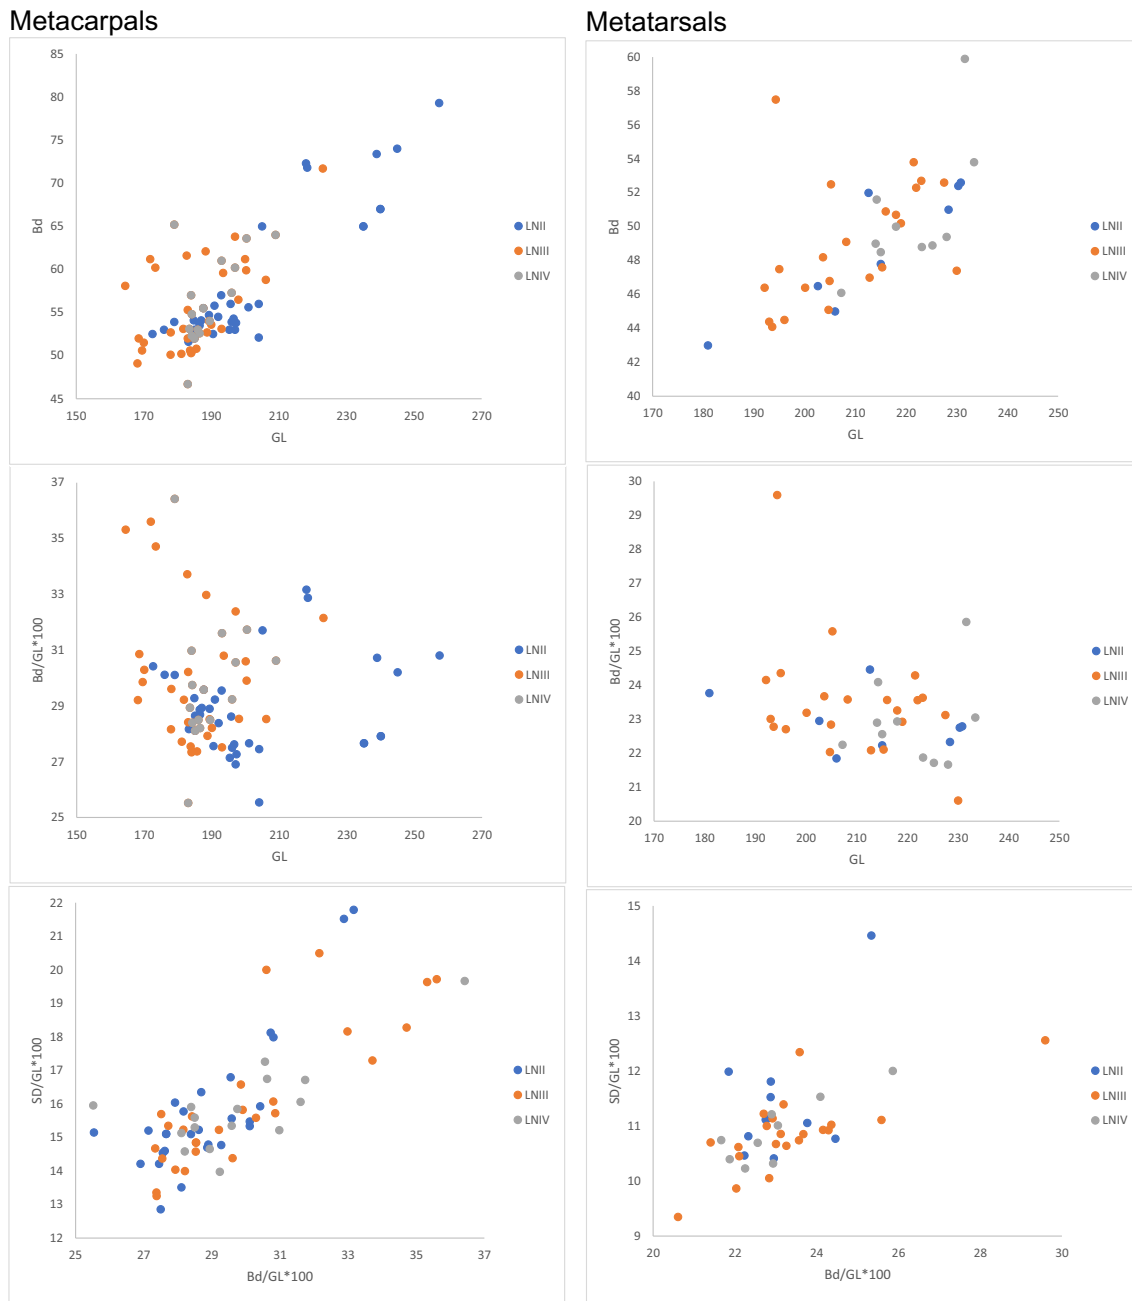 Metacarpals
Metatarsals
85
80
75
70
65
60
55
50
45
Bd
150 170 190 210 230 250 270
GL
LNII
LNIII
LNIV
60
58
56
54
52
50
48
46
44
42
40
Bd
170 180 190 200 210 220 230 240 250
GL
LNII
LNIII
LNIV
37
35
33
31
29
27
25
Bd/GL*100
150 170 190 210 230 250 270
GL
LNII
LNIII
LNIV
30
29
28
27
26
25
24
23
22
21
20
Bd/GL*100
170 180 190 200 210 220 230 240 250
GL
LNII
LNIII
LNIV
22
21
20
19
18
17
16
15
14
13
12
SD/GL*100
25 27 29 31 33 35 37
Bd/GL*100
LNII
LNIII
LNIV
15
14
13
12
11
10
9
SD/GL*100
20 22 24 26 28 30
Bd/GL*100
LNII
LNIII
LNIV